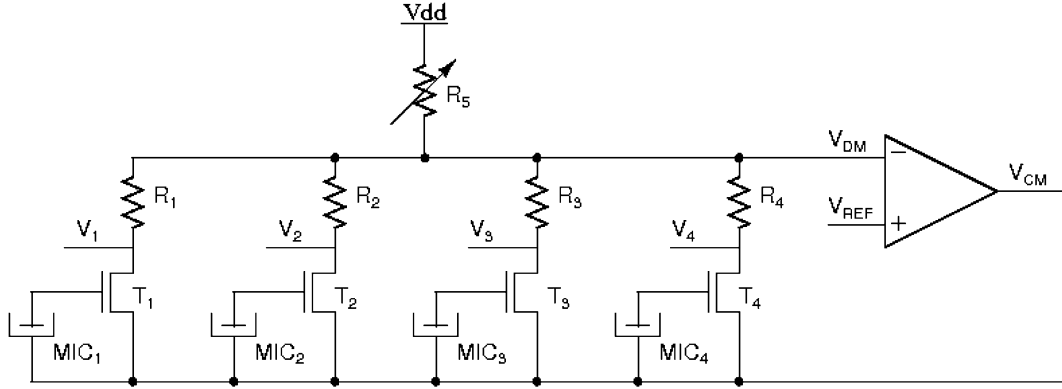 Vdd
R5
VDM
R1
R2
R3
R4
VCM
V1
V2
V3
V4
VREF
T1
T2
T3
T4
MIC1
MIC2
MIC3
MIC4
− 
+